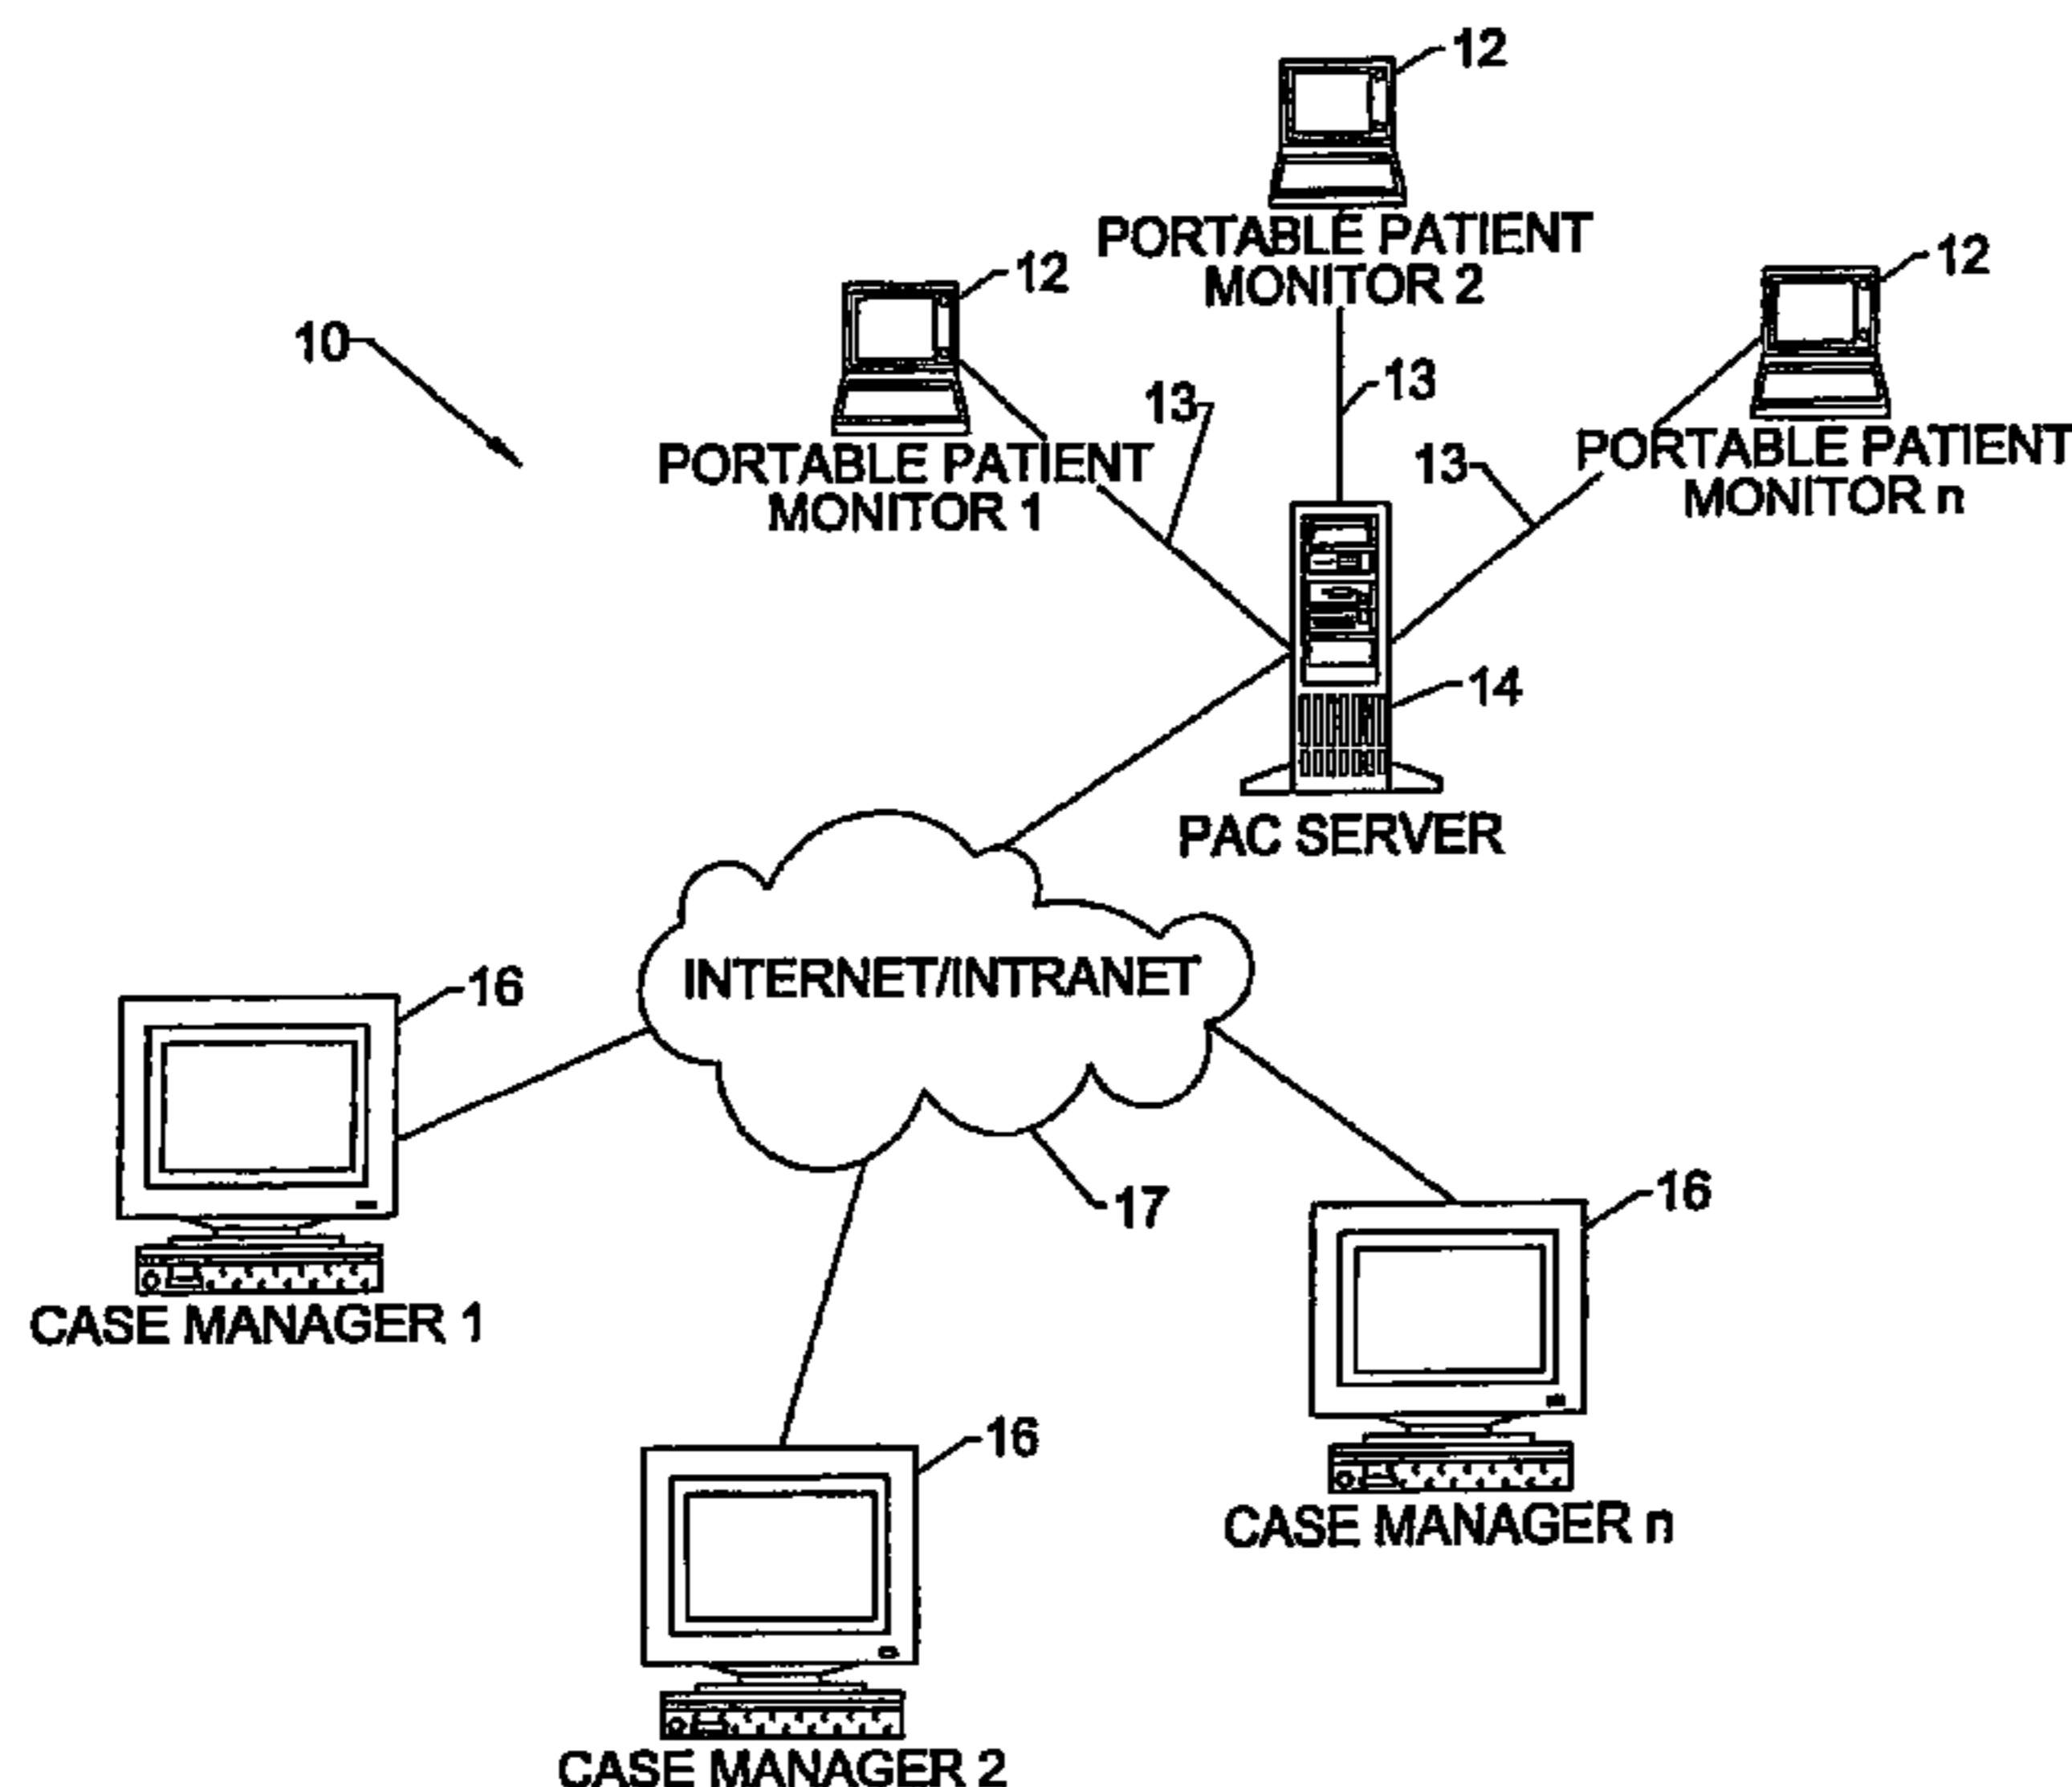 12
PORTABLE PATIENT
MONITOR 2
12
12
10
13
13
PORTABLE PATIENT
MONITOR 1
13
PORTABLE PATIENT
MONITOR n
14
PAC SERVER
INTERNET/INTRANET
16
17
16
CASE MANAGER 1
16
CASE MANAGER n
CASE MANAGER 2